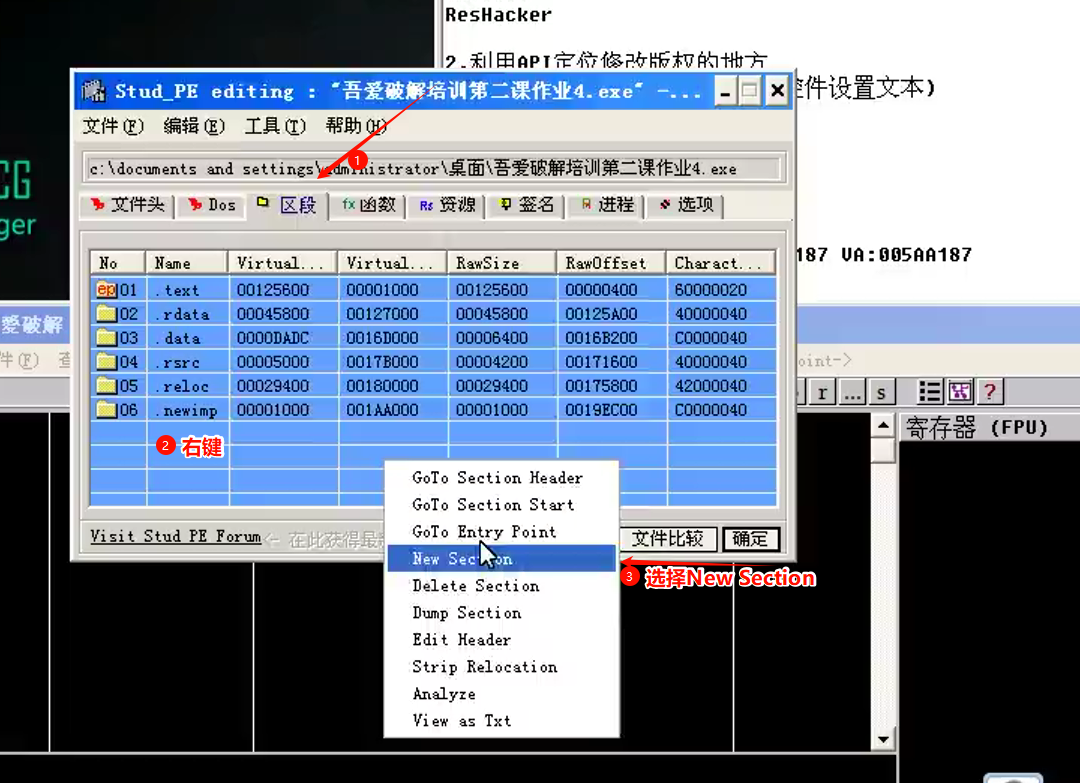 ResHacker
2.利用API定位修改版权的地方
Stud_PE editing : "吾爱破解培训第二课作业4.exe" -...
控件设置文本)
文件(F) 编辑(E) 工具(T) 帮助(H)
1
CG
ger
c:\documents and settings\administrator\桌面\吾爱破解培训第二课作业4.exe
文件头 Dos 区段 fx 函数 Rs 资源 签名 进程 选项
187 VA:005AA187
No Name Virtual... Virtual... RawSize RawOffset Charact...
ep 01 .text 00125600 00001000 00125600 00000400 60000020
02 .rdata 00045800 00127000 00045800 00125A00 40000040
03 .data 0000DADC 0016D000 00006400 0016B200 C0000040
04 .rsrc 00005000 0017B000 00004200 00171600 40000040
05 .reloc 00029400 00180000 00029400 00175800 42000040
06 .newimp 00001000 001AA000 00001000 0019EC00 C0000040
爱破解
件(F) 查
oint->
r ... s ?
寄存器 (FPU)
2 右键
GoTo Section Header
GoTo Section Start
GoTo Entry Point
New Section
Delete Section
Dump Section
Edit Header
Strip Relocation
Analyze
View as Txt
Visit Stud PE Forum <- 在此获得最
文件比较 确定
3 选择New Section